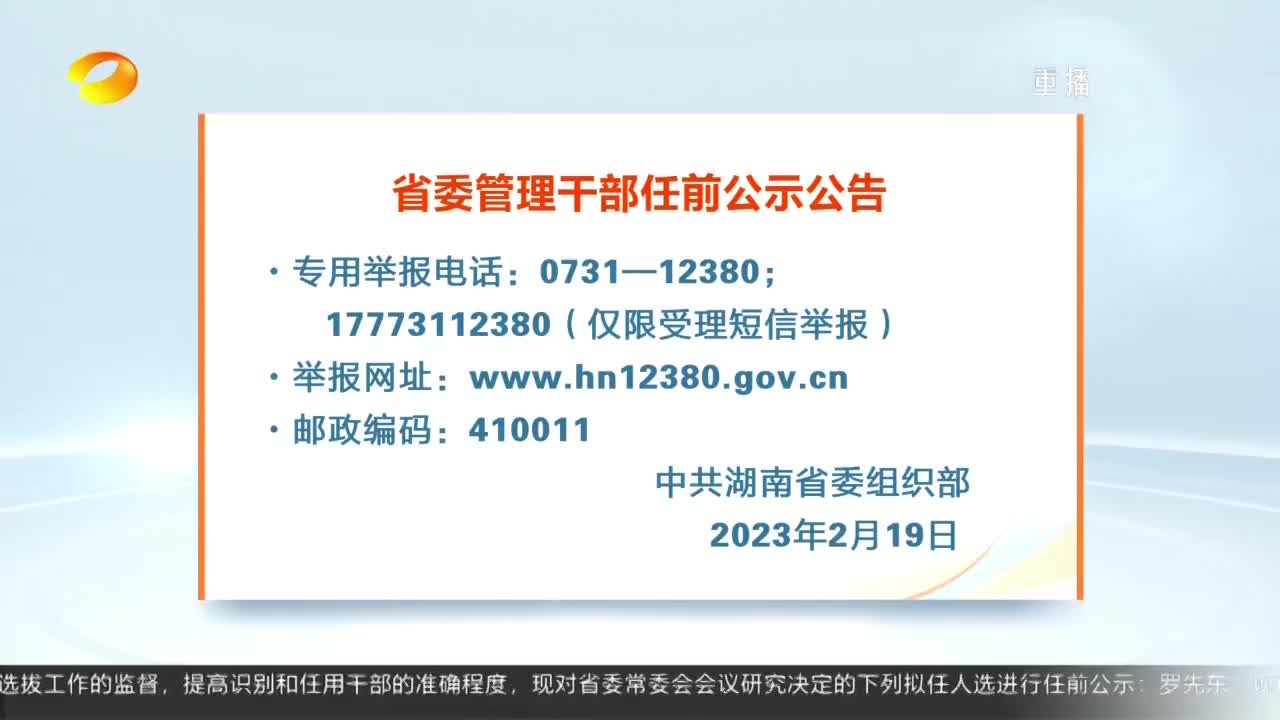 重播
省委管理干部任前公示公告
·专用举报电话：0731—12380；
17773112380（仅限受理短信举报）
·举报网址：www.hn12380.gov.cn
·邮政编码：410011
中共湖南省委组织部
2023年2月19日
选拔工作的监督，提高识别和任用干部的准确程度，现对省委常委会会议研究决定的下列拟任人选进行任前公示：罗先东